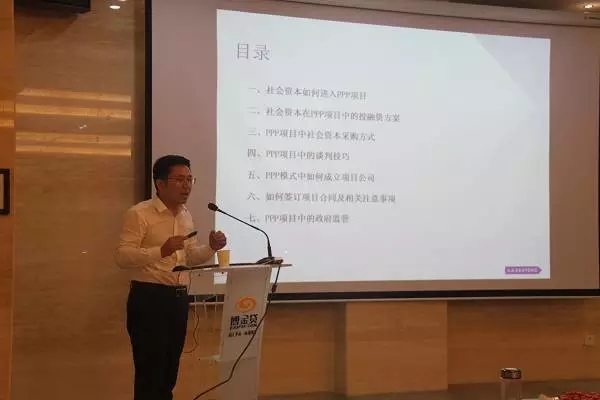 目录
一、社会资本如何进入PPP项目
二、社会资本在PPP项目中的投融资方案
三、PPP项目中社会资本采购方式
四、PPP项目中的谈判技巧
五、PPP模式中如何成立项目公司
六、如何签订项目合同及相关注意事项
七、PPP项目中的政府监管
博金贷